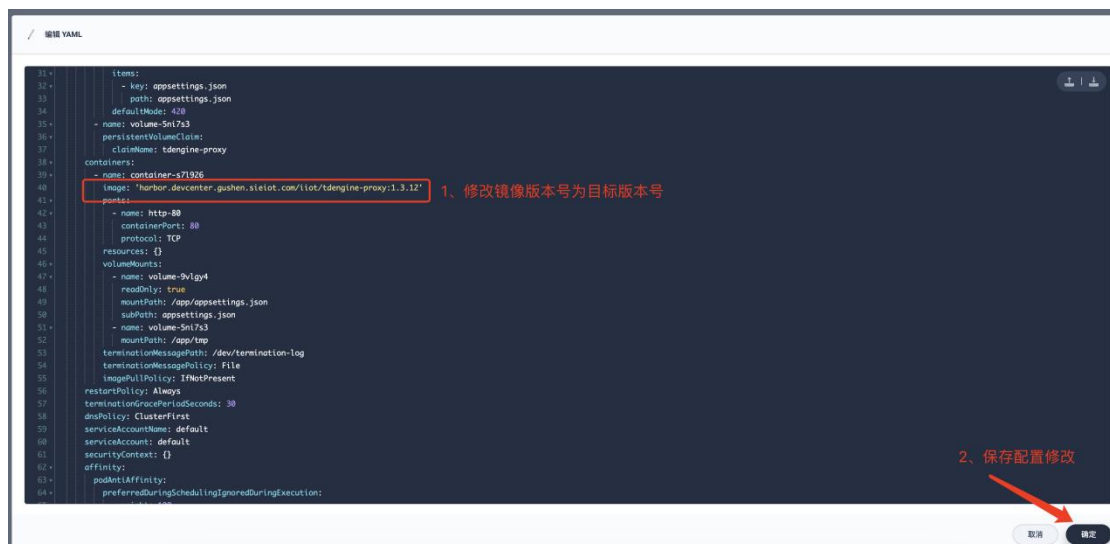 编辑 YAML
31 items:
32 - key: appsettings.json
33 path: appsettings.json
34 defaultMode: 420
35 - name: volume-5ni7s3
36 persistentVolumeClaim:
37 claimName: tdengine-proxy
38 containers:
39 - name: container-s7l926
40 image: 'harbor.devcenter.gushen.sieiot.com/iiot/tdengine-proxy:1.3.12'
1、修改镜像版本号为目标版本号
41 ports:
42 - name: http-80
43 containerPort: 80
44 protocol: TCP
45 resources: {}
46 volumeMounts:
47 - name: volume-9vlgy4
48 readOnly: true
49 mountPath: /app/appsettings.json
50 subPath: appsettings.json
51 - name: volume-5ni7s3
52 mountPath: /app/tmp
53 terminationMessagePath: /dev/termination-log
54 terminationMessagePolicy: File
55 imagePullPolicy: IfNotPresent
56 restartPolicy: Always
57 terminationGracePeriodSeconds: 30
58 dnsPolicy: ClusterFirst
59 serviceAccountName: default
60 serviceAccount: default
61 securityContext: {}
62 affinity:
2、保存配置修改
63 podAntiAffinity:
64 preferredDuringSchedulingIgnoredDuringExecution:
取消
确定